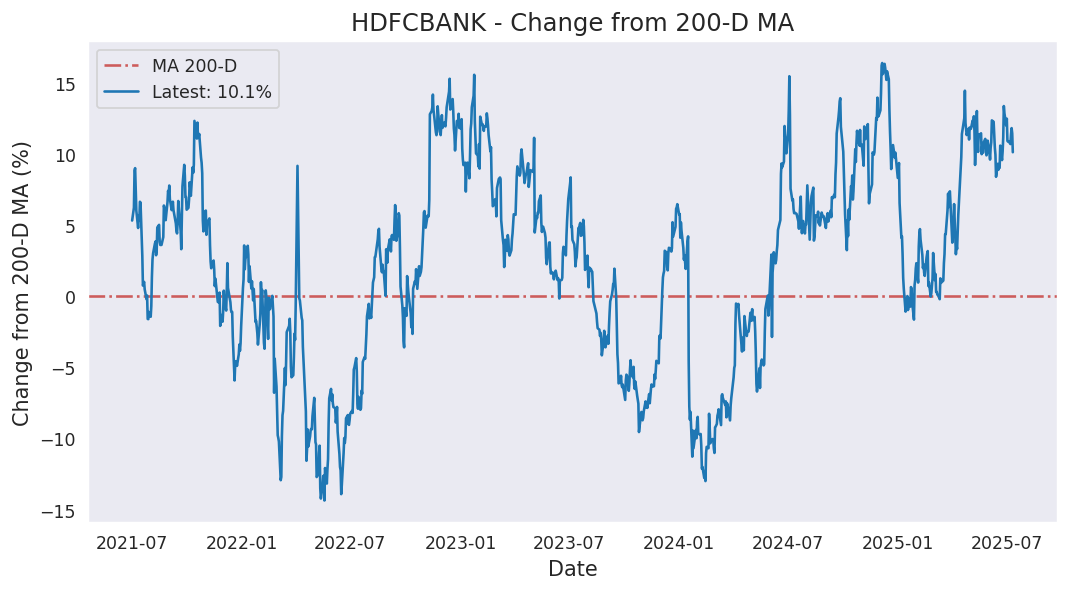 HDFCBANK - Change from 200-D MA
MA 200-D
Latest: 10.1%
Change from 200-D MA (%)
15
10
5
0
−5
−10
−15
2021-07 2022-01 2022-07 2023-01 2023-07 2024-01 2024-07 2025-01 2025-07
Date